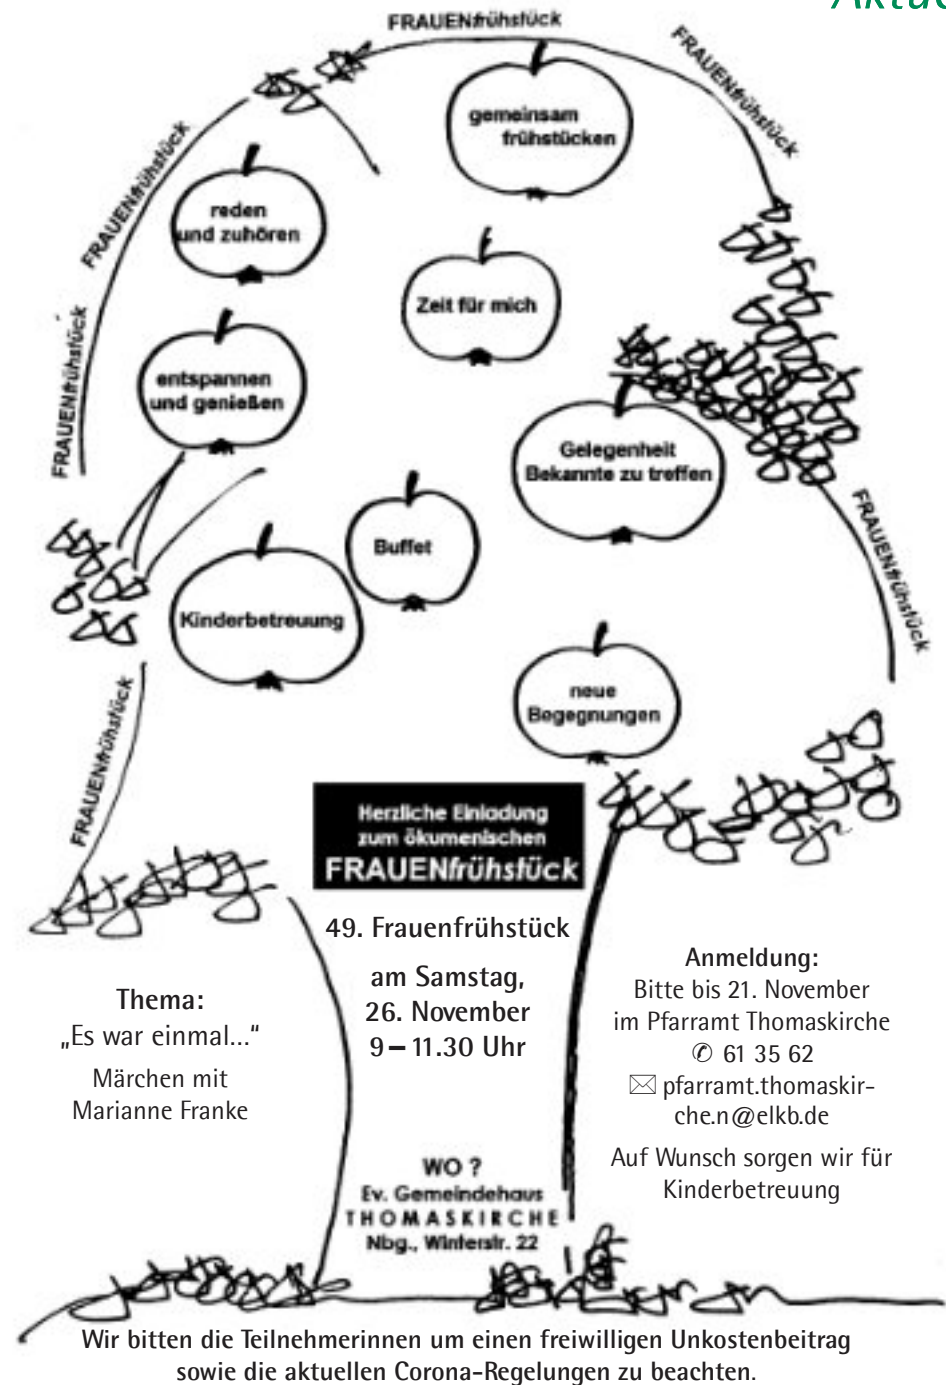 FRAUENfrühstück
FRAUENfrühstück
FRAUENfrühstück
FRAUENfrühstück
FRAUENfrühstück
FRAUENfrühstück
gemeinsam
frühstücken
reden
und zuhören
Zeit für mich
entspannen
und genießen
Gelegenheit
Bekannte zu treffen
Buffet
Kinderbetreuung
neue
Begegnungen
Herzliche Einladung
zum ökumenischen
FRAUENfrühstück
49. Frauenfrühstück
am Samstag,
26. November
9 – 11.30 Uhr
Thema:
„Es war einmal...“
Märchen mit
Marianne Franke
Anmeldung:
Bitte bis 21. November
im Pfarramt Thomaskirche
✆ 61 35 62
✉ pfarramt.thomaskir-
che.n@elkb.de
Auf Wunsch sorgen wir für
Kinderbetreuung
WO ?
Ev. Gemeindehaus
THOMASKIRCHE
Nbg., Winterstr. 22
Wir bitten die Teilnehmerinnen um einen freiwilligen Unkostenbeitrag
sowie die aktuellen Corona-Regelungen zu beachten.